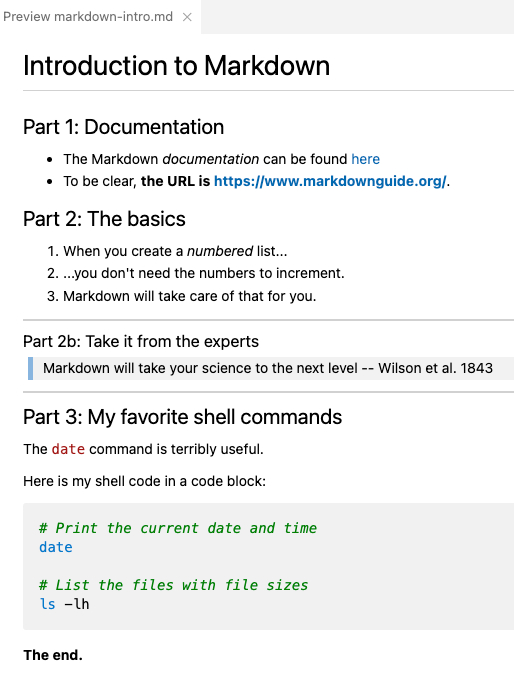 Preview markdown-intro.md ×
Introduction to Markdown
Part 1: Documentation
• The Markdown documentation can be found here
• To be clear, the URL is https://www.markdownguide.org/.
Part 2: The basics
1. When you create a numbered list...
2. ...you don't need the numbers to increment.
3. Markdown will take care of that for you.
Part 2b: Take it from the experts
Markdown will take your science to the next level -- Wilson et al. 1843
Part 3: My favorite shell commands
The date command is terribly useful.
Here is my shell code in a code block:
# Print the current date and time
date
# List the files with file sizes
ls -lh
The end.